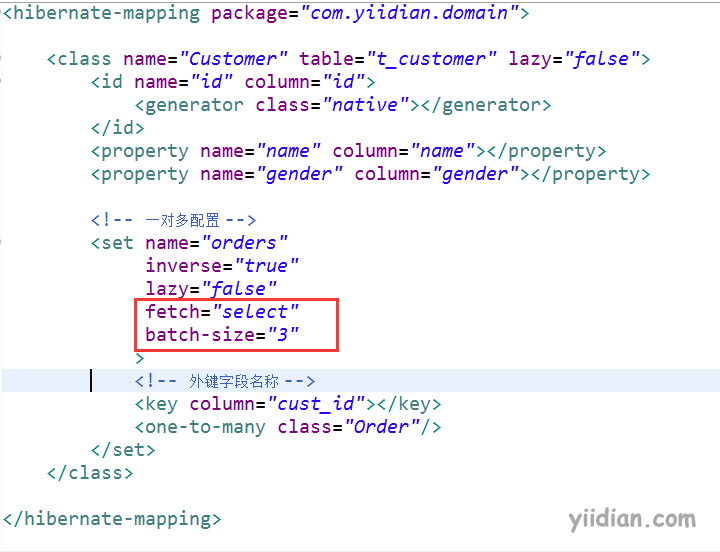 <hibernate-mapping package="com.yiidian.domain">
<class name="Customer" table="t_customer" lazy="false">
<id name="id" column="id">
<generator class="native"></generator>
</id>
<property name="name" column="name"></property>
<property name="gender" column="gender"></property>
<!-- 一对多配置 -->
<set name="orders"
inverse="true"
lazy="false"
fetch="select"
batch-size="3"
>
<!-- 外键字段名称 -->
<key column="cust_id"></key>
<one-to-many class="Order"/>
</set>
</class>
</hibernate-mapping>
yiidian.com